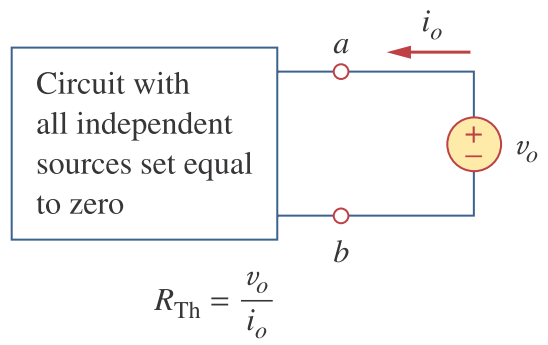 i_o
a
Circuit with
all independent
sources set equal
to zero
+
−
v_o
b
R_Th = v_o / i_o